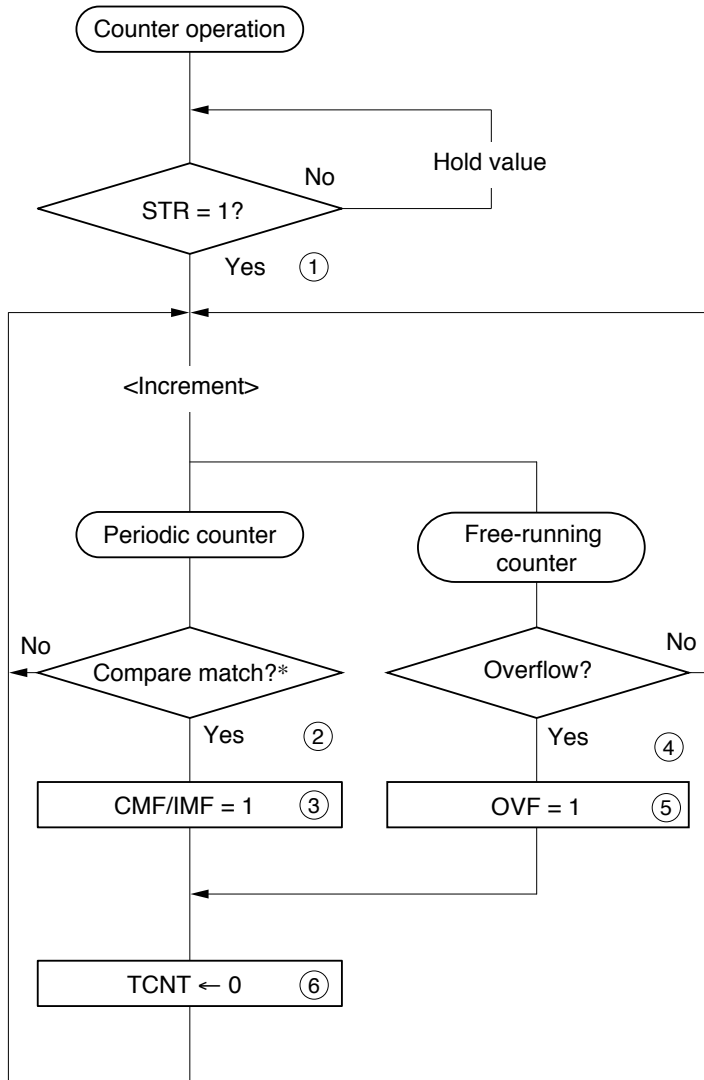 Counter operation
Hold value
No
STR = 1?
Yes ①
<Increment>
Periodic counter
Free-running
counter
No
Compare match?*
Overflow?
No
Yes ②
Yes ④
CMF/IMF = 1 ③
OVF = 1 ⑤
TCNT ← 0 ⑥